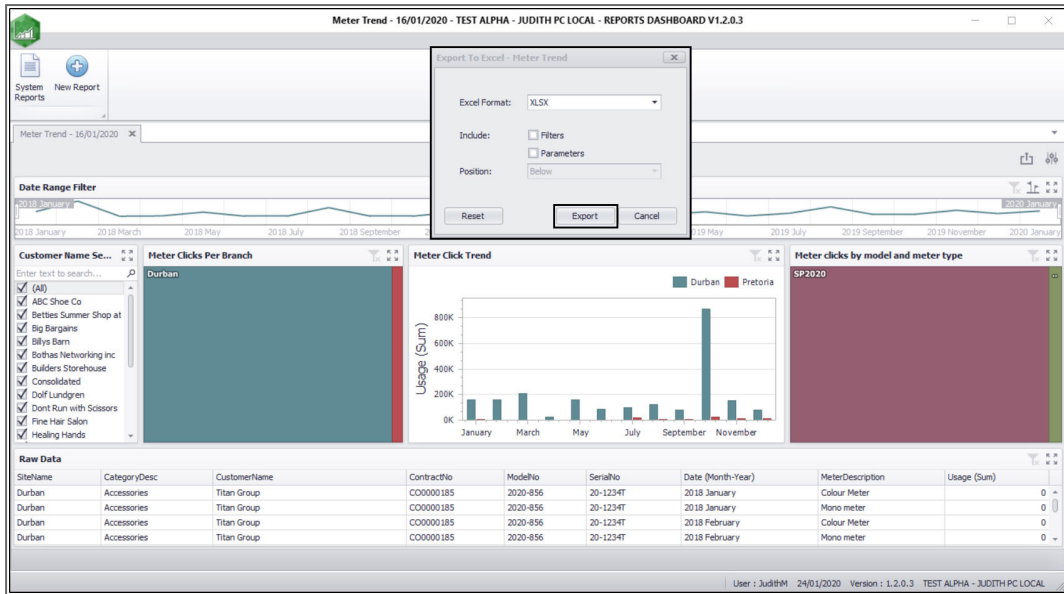 Meter Trend - 16/01/2020 - TEST ALPHA - JUDITH PC LOCAL - REPORTS DASHBOARD V1.2.0.3
System Reports
New Report
Meter Trend - 16/01/2020
Export To Excel - Meter Trend
Excel Format: XLSX
Include: Filters
Parameters
Position: Below
Reset Export Cancel
Date Range Filter
2018 January 2020 January
2018 January 2018 March 2018 May 2018 July 2018 September 2019 May 2019 July 2019 September 2019 November 2020 January
Customer Name Se...
Enter text to search...
(All)
ABC Shoe Co
Betties Summer Shop at
Big Bargains
Billys Barn
Bothas Networking inc
Builders Storehouse
Consolidated
Dolf Lundgren
Dont Run with Scissors
Fine Hair Salon
Healing Hands
Meter Clicks Per Branch
Durban
Meter Click Trend
Durban Pretoria
Usage (Sum)
800K
600K
400K
200K
0K
January March May July September November
Meter clicks by model and meter type
SP2020
Raw Data
SiteName CategoryDesc CustomerName ContractNo ModelNo SerialNo Date (Month-Year) MeterDescription Usage (Sum)
Durban Accessories Titan Group CO0000185 2020-856 20-1234T 2018 January Colour Meter 0
Durban Accessories Titan Group CO0000185 2020-856 20-1234T 2018 January Mono meter 0
Durban Accessories Titan Group CO0000185 2020-856 20-1234T 2018 February Colour Meter 0
Durban Accessories Titan Group CO0000185 2020-856 20-1234T 2018 February Mono meter 0
User : JudithM 24/01/2020 Version : 1.2.0.3 TEST ALPHA - JUDITH PC LOCAL